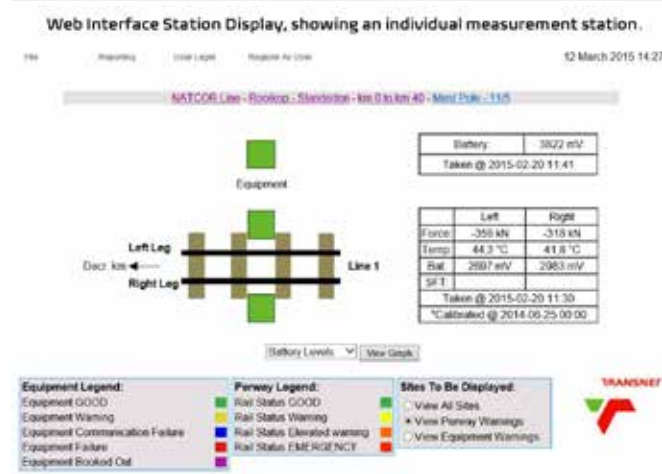 Web Interface Station Display, showing an individual measurement station.
Reporting Register As User 12 March 2015 14:27
NATCOR Line - Rooikop - Standerton - km 0 to km 40 - Mast Pole - 11/5
Battery: 3822 mV
Taken @ 2015-02-20 11:41
Equipment
Left Right
Force: -318 kN
Temp: 44.3 °C 41.8 °C
Bat: 2697 mV 2983 mV
SFT:
Taken @ 2015-02-20 11:30
*Calibrated @ 2014-06-25 00:00
Left Leg
Decr. km
Line 1
Right Leg
Battery Levels View Graph
Equipment Legend:
Equipment GOOD
Equipment Warning
Equipment Communication Failure
Equipment Failure
Equipment Booked Out
Perway Legend:
Rail Status GOOD
Rail Status Warning
Rail Status Elevated warning
Rail Status EMERGENCY
Sites To Be Displayed:
View All Sites
View Perway Warnings
View Equipment Warnings
TRANSNET